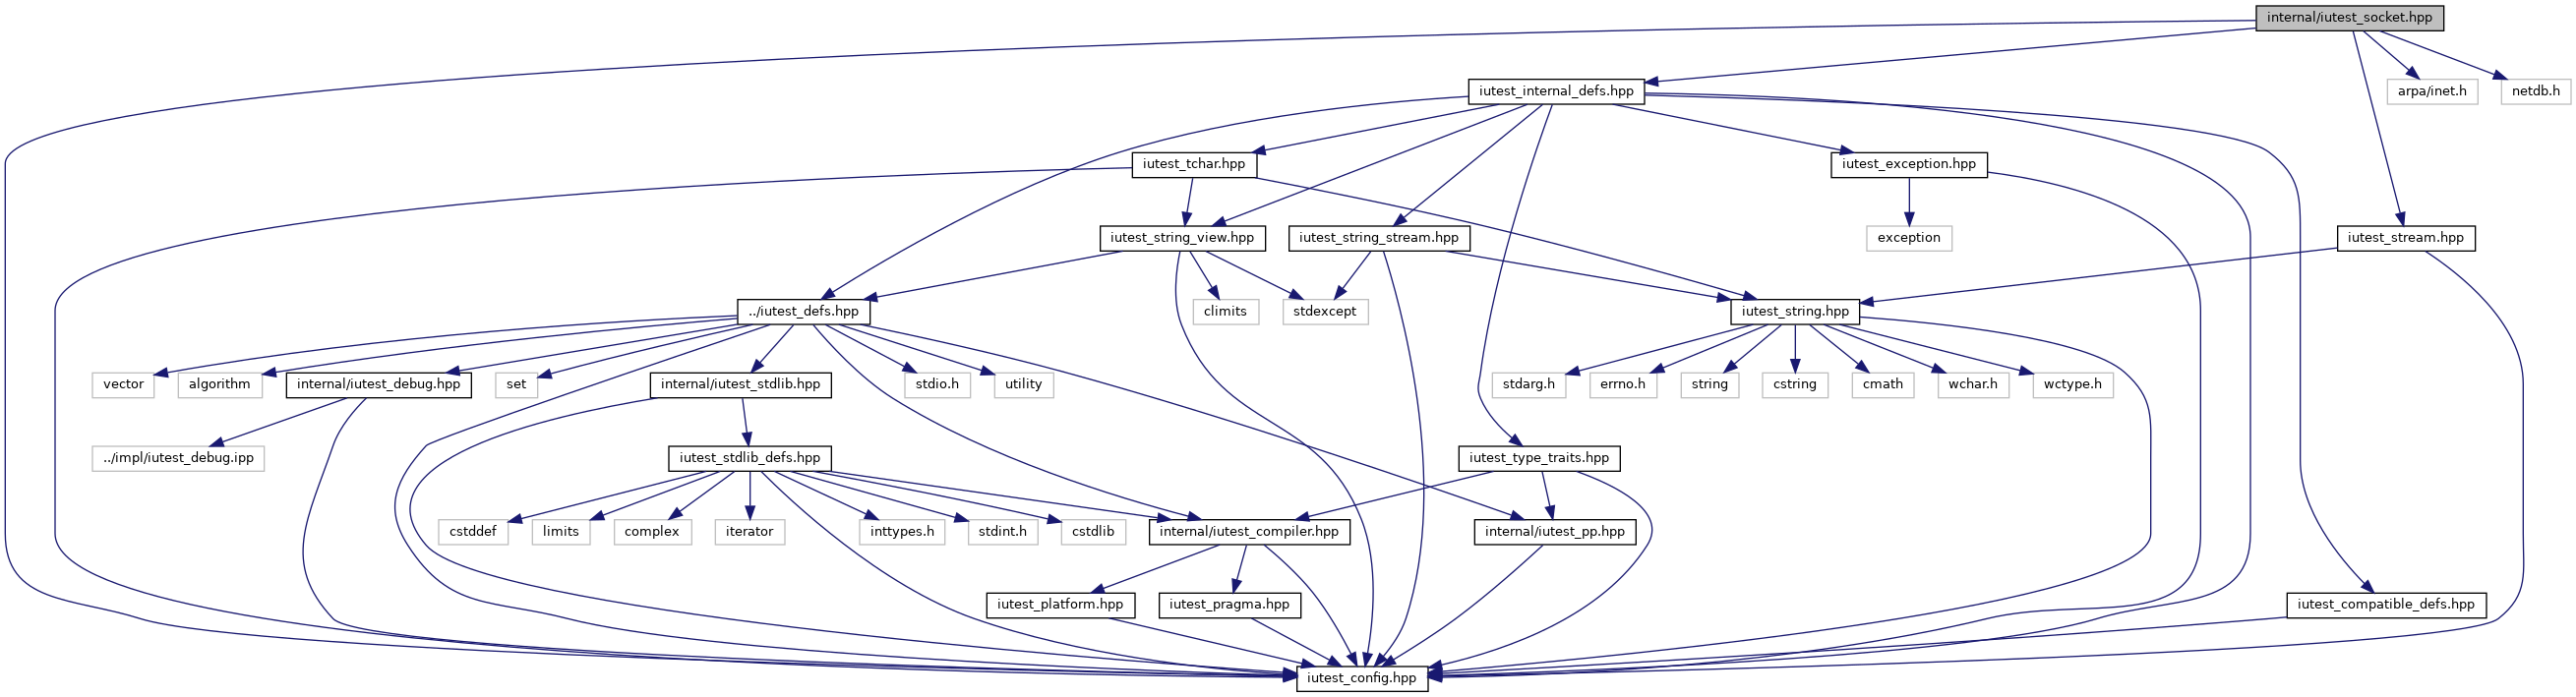 internal/iutest_socket.hpp
iutest_internal_defs.hpp
arpa/inet.h
netdb.h
iutest_tchar.hpp
iutest_exception.hpp
iutest_string_view.hpp
iutest_string_stream.hpp
exception
iutest_stream.hpp
../iutest_defs.hpp
climits
stdexcept
iutest_string.hpp
vector
algorithm
internal/iutest_debug.hpp
set
internal/iutest_stdlib.hpp
stdio.h
utility
stdarg.h
errno.h
string
cstring
cmath
wchar.h
wctype.h
../impl/iutest_debug.ipp
iutest_stdlib_defs.hpp
iutest_type_traits.hpp
cstddef
limits
complex
iterator
inttypes.h
stdint.h
cstdlib
internal/iutest_compiler.hpp
internal/iutest_pp.hpp
iutest_platform.hpp
iutest_pragma.hpp
iutest_compatible_defs.hpp
iutest_config.hpp